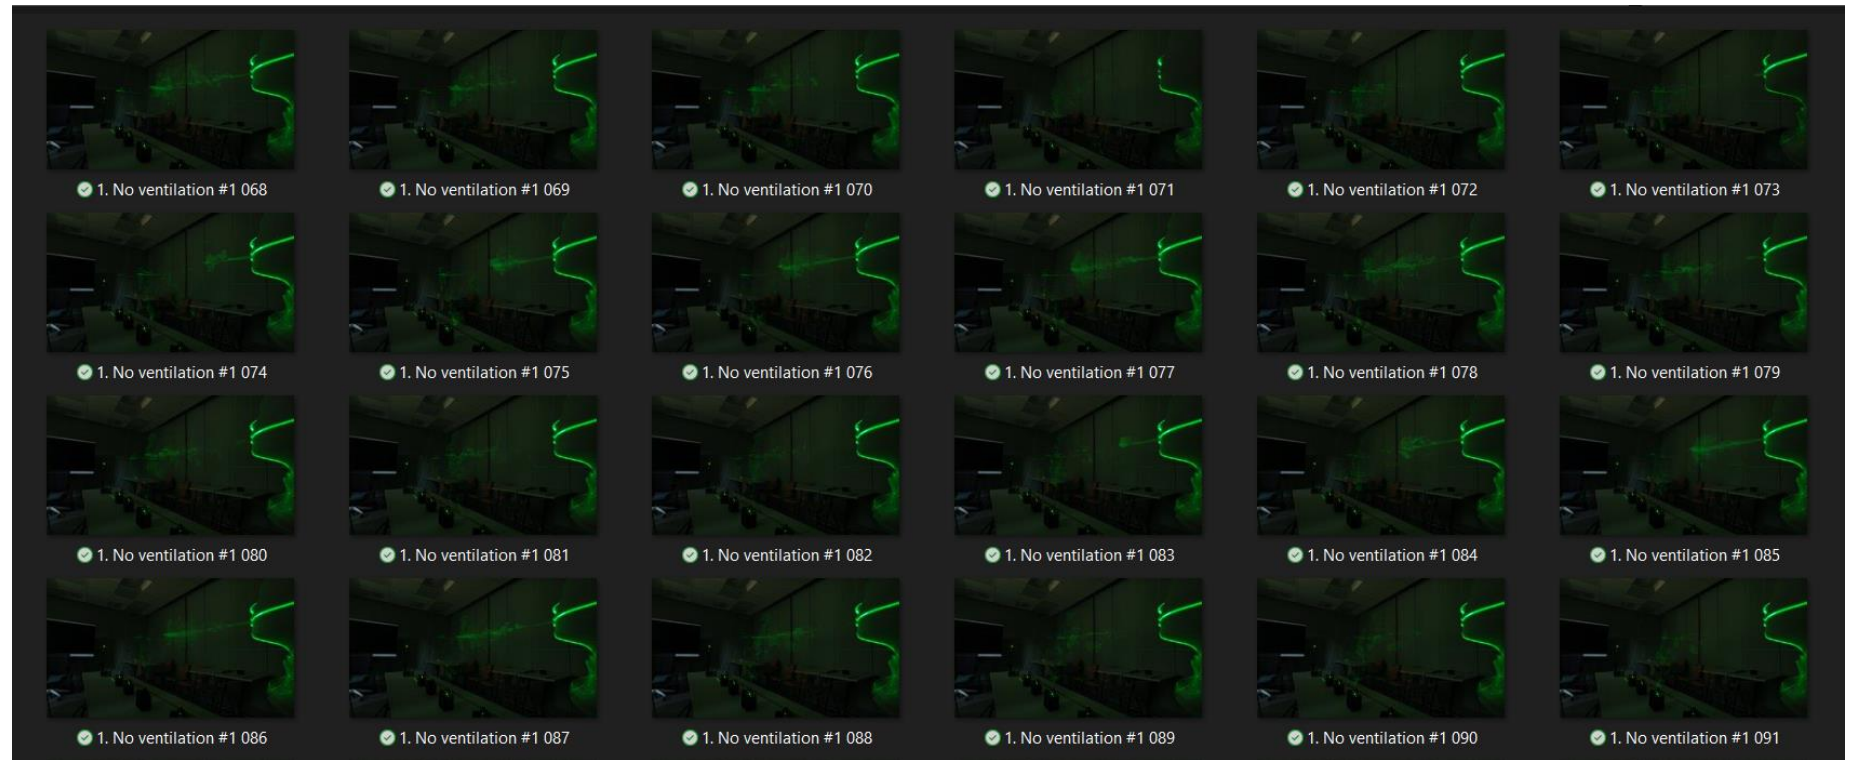 1. No ventilation #1 068
1. No ventilation #1 069
1. No ventilation #1 070
1. No ventilation #1 071
1. No ventilation #1 072
1. No ventilation #1 073
1. No ventilation #1 074
1. No ventilation #1 075
1. No ventilation #1 076
1. No ventilation #1 077
1. No ventilation #1 078
1. No ventilation #1 079
1. No ventilation #1 080
1. No ventilation #1 081
1. No ventilation #1 082
1. No ventilation #1 083
1. No ventilation #1 084
1. No ventilation #1 085
1. No ventilation #1 086
1. No ventilation #1 087
1. No ventilation #1 088
1. No ventilation #1 089
1. No ventilation #1 090
1. No ventilation #1 091